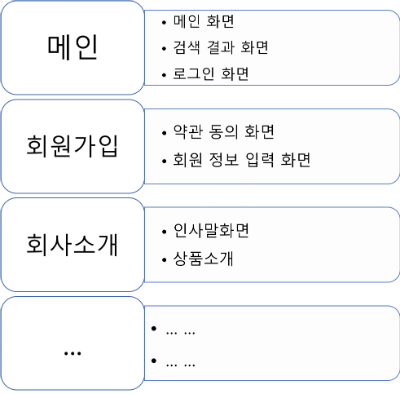 메인
• 메인 화면
• 검색 결과 화면
• 로그인 화면
회원가입
• 약관 동의 화면
• 회원 정보 입력 화면
회사소개
• 인사말화면
• 상품소개
...
• ... ...
• ... ...